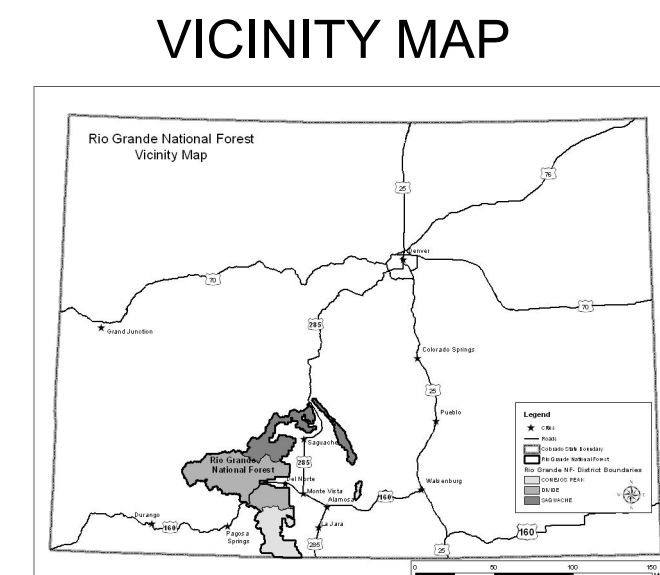 VICINITY MAP
Rio Grande National Forest
Vicinity Map
25
76
Denver
70
70
285
Grand Junction
Colorado Springs
25
Pueblo
Legend
Cities
Roads
Colorado State Boundary
Rio Grande National Forest
Rio Grande NF- District Boundaries
CONEJOS PEAK
DIVIDE
SAGUACHE
Saguache
Rio Grande
National Forest
285
Del Norte
Monte Vista
Alamosa
160
Walsenburg
Durango
160
Pagosa
Springs
La Jara
285
160
25
0 50 100 150